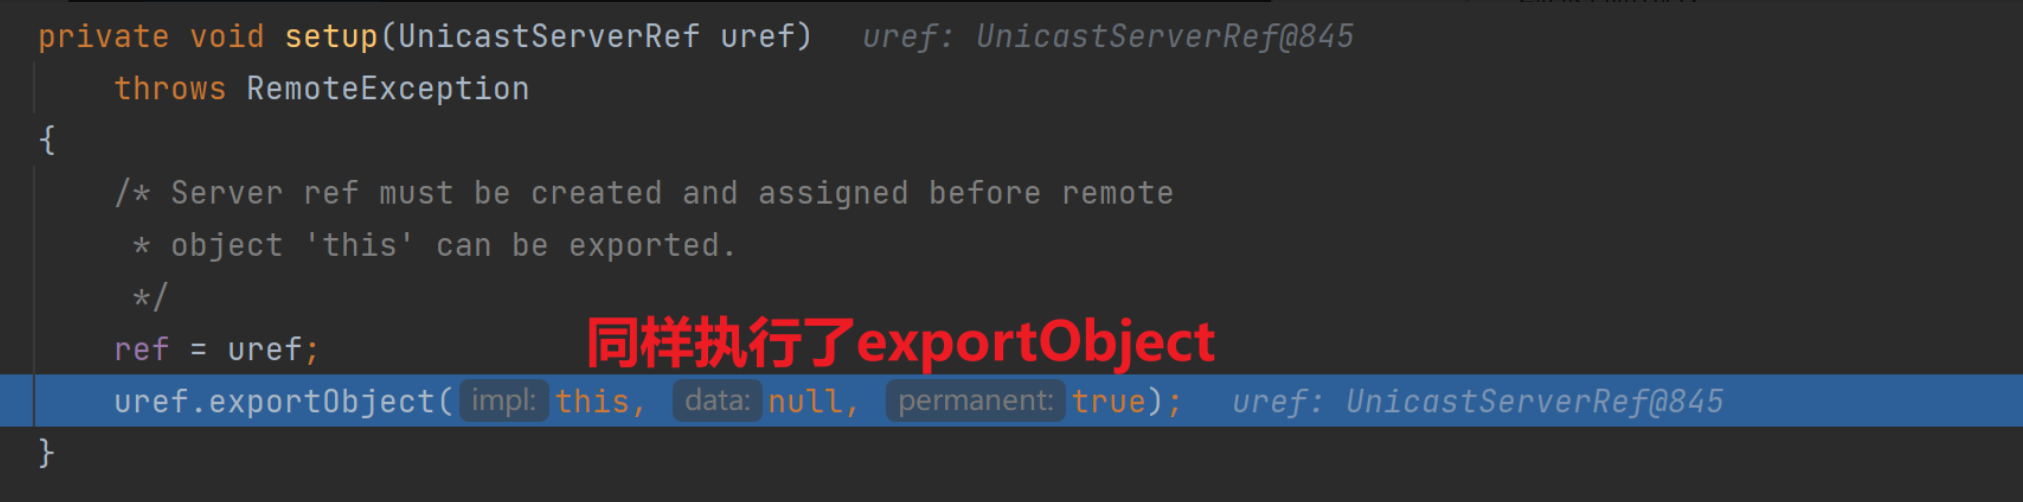 private void setup(UnicastServerRef uref) uref: UnicastServerRef@845
throws RemoteException
{
/* Server ref must be created and assigned before remote
* object 'this' can be exported.
*/
同样执行了exportObject
ref = uref;
uref.exportObject( impl: this, data: null, permanent: true); uref: UnicastServerRef@845
}